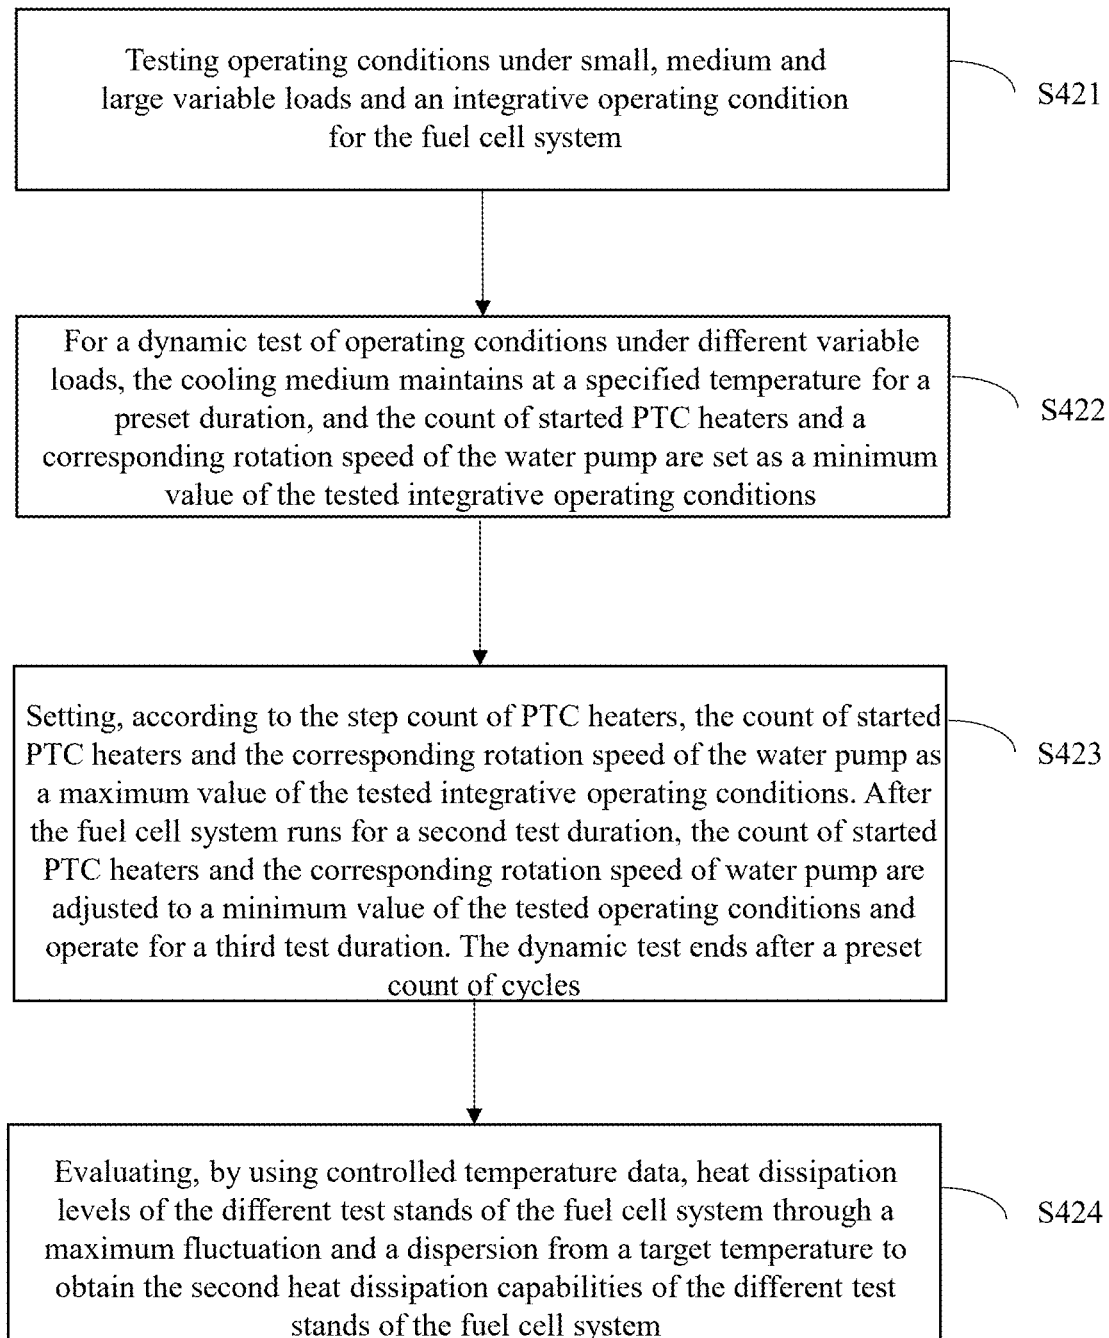 Testing operating conditions under small, medium and
large variable loads and an integrative operating condition
for the fuel cell system
S421
For a dynamic test of operating conditions under different variable
loads, the cooling medium maintains at a specified temperature for a
preset duration, and the count of started PTC heaters and a
corresponding rotation speed of the water pump are set as a minimum
value of the tested integrative operating conditions
S422
Setting, according to the step count of PTC heaters, the count of started
PTC heaters and the corresponding rotation speed of the water pump as
a maximum value of the tested integrative operating conditions. After
the fuel cell system runs for a second test duration, the count of started
PTC heaters and the corresponding rotation speed of water pump are
adjusted to a minimum value of the tested operating conditions and
operate for a third test duration. The dynamic test ends after a preset
count of cycles
S423
Evaluating, by using controlled temperature data, heat dissipation
levels of the different test stands of the fuel cell system through a
maximum fluctuation and a dispersion from a target temperature to
obtain the second heat dissipation capabilities of the different test
stands of the fuel cell system
S424